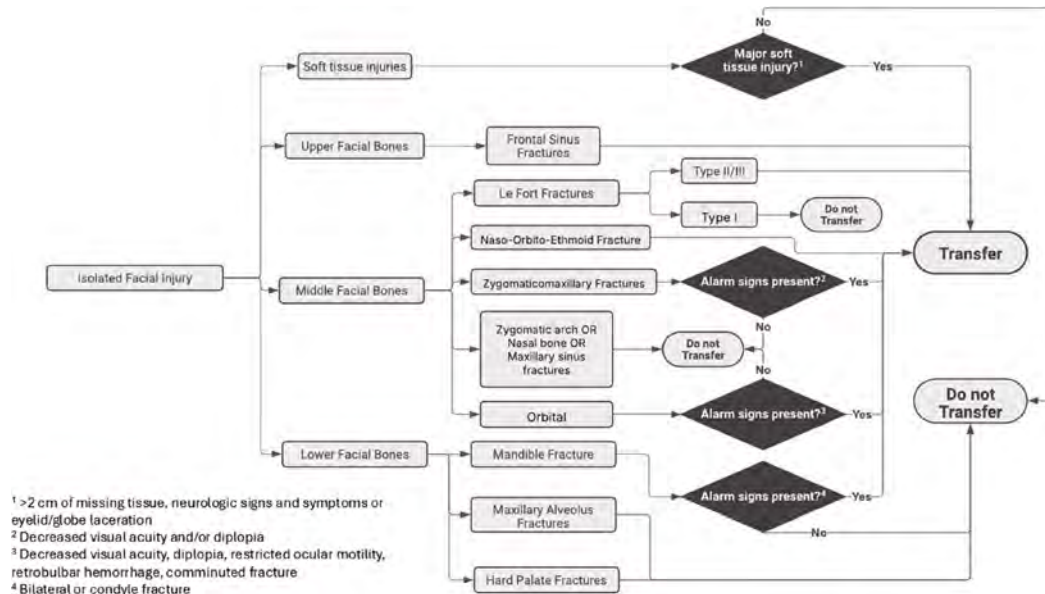 No
Major soft
tissue injury?1
Yes
Soft tissue injuries
Upper Facial Bones
Frontal Sinus
Fractures
Type II/III
Le Fort Fractures
Type I
Do not
Transfer
Naso-Orbito-Ethmoid Fracture
Transfer
Isolated Facial Injury
Middle Facial Bones
Zygomaticomaxillary Fractures
Alarm signs present?2
Yes
No
Zygomatic arch OR
Nasal bone OR
Maxillary sinus
fractures
Do not
Transfer
No
Do not
Transfer
Orbital
Alarm signs present?3
Yes
Lower Facial Bones
Mandible Fracture
Alarm signs present?4
Yes
No
Maxillary Alveolus
Fractures
Hard Palate Fractures
1 >2 cm of missing tissue, neurologic signs and symptoms or
eyelid/globe laceration
2 Decreased visual acuity and/or diplopia
3 Decreased visual acuity, diplopia, restricted ocular motility,
retrobulbar hemorrhage, comminuted fracture
4 Bilateral or condyle fracture